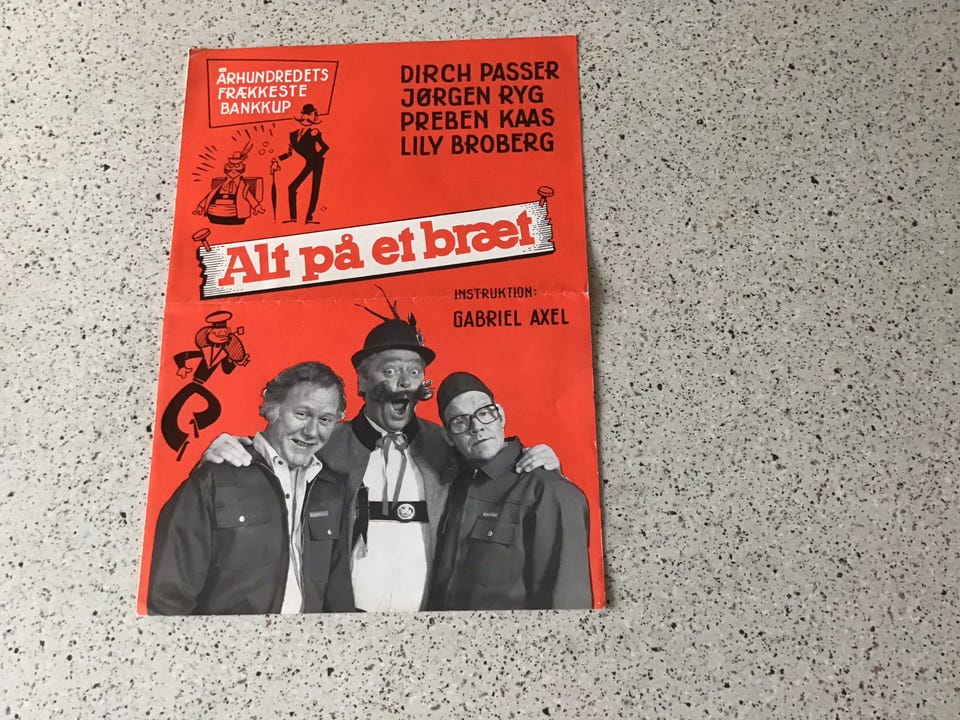 ÅRHUNDREDETS
FRÆKKESTE
BANKKUP
DIRCH PASSER
JØRGEN RYG
PREBEN KAAS
LILY BROBERG
Alt på et bræt
INSTRUKTION:
GABRIEL AXEL